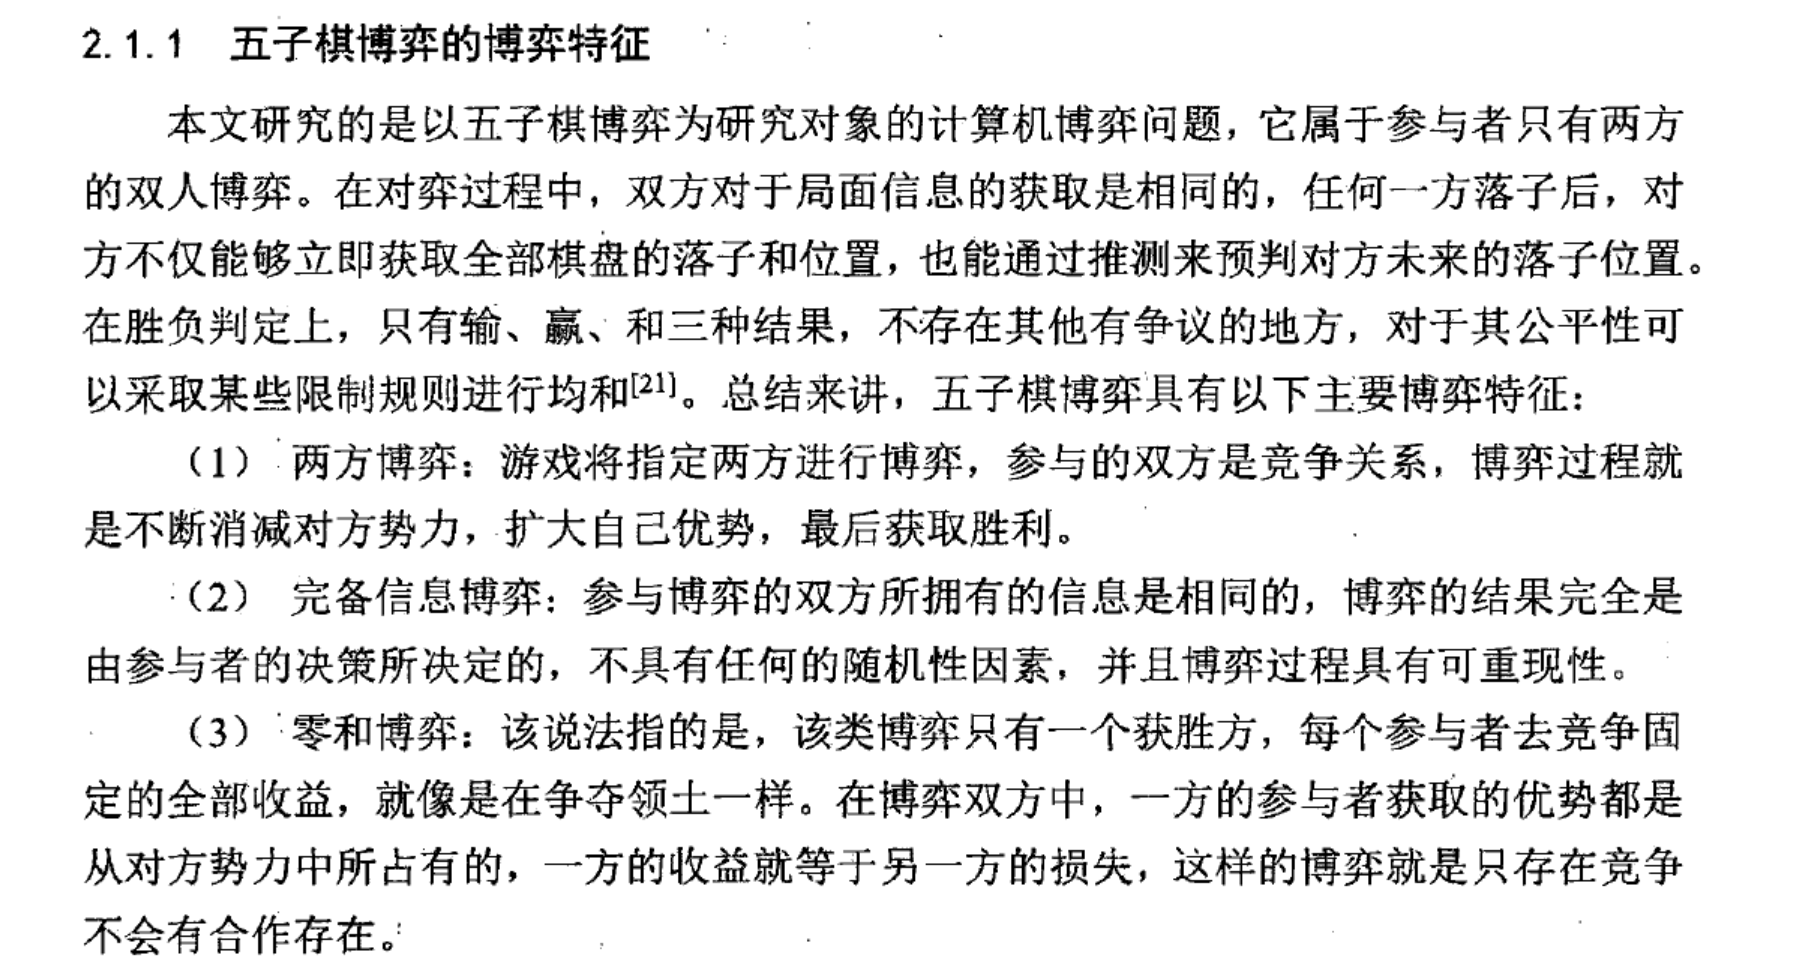 2.1.1 五子棋博弈的博弈特征
本文研究的是以五子棋博弈为研究对象的计算机博弈问题，它属于参与者只有两方
的双人博弈。在对弈过程中，双方对于局面信息的获取是相同的，任何一方落子后，对
方不仅能够立即获取全部棋盘的落子和位置，也能通过推测来预判对方未来的落子位置。
在胜负判定上，只有输、赢、和三种结果，不存在其他有争议的地方，对于其公平性可
以采取某些限制规则进行均和[21]。总结来讲，五子棋博弈具有以下主要博弈特征：
（1） 两方博弈：游戏将指定两方进行博弈，参与的双方是竞争关系，博弈过程就
是不断消减对方势力，扩大自己优势，最后获取胜利。
（2） 完备信息博弈：参与博弈的双方所拥有的信息是相同的，博弈的结果完全是
由参与者的决策所决定的，不具有任何的随机性因素，并且博弈过程具有可重现性。
（3） 零和博弈：该说法指的是，该类博弈只有一个获胜方，每个参与者去竞争固
定的全部收益，就像是在争夺领土一样。在博弈双方中，一方的参与者获取的优势都是
从对方势力中所占有的，一方的收益就等于另一方的损失，这样的博弈就是只存在竞争
不会有合作存在。